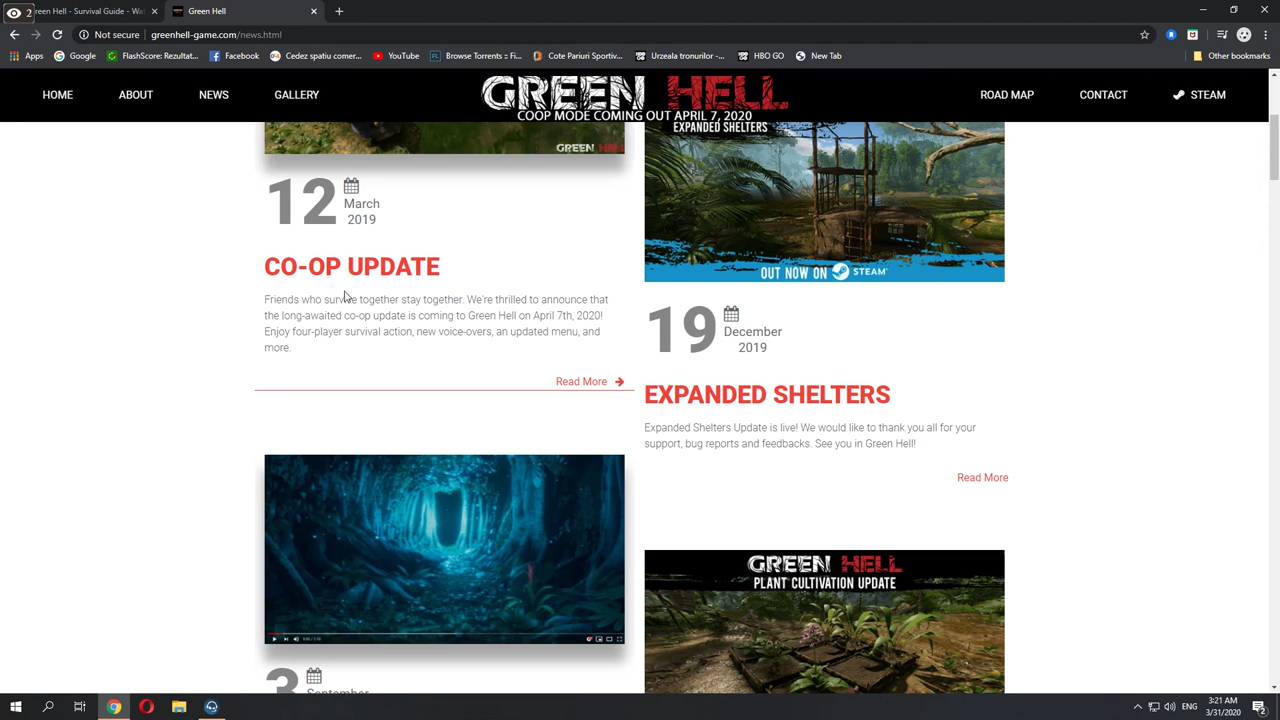 2
reen Hell - Survival - Wat
Green Hell
Not secure
greenhell-game.com/news.html
Apps
Google
FlashScore: Rezultat...
Facebook
Cedez spatiu comer...
YouTube
Browse Torrents :: F...
Cote Pariuri Sportiv...
Urzeala tronurilor -...
HBO GO
New Tab
Other bookmarks
HOME
ABOUT
NEWS
GALLERY
GREEN HELL
COOP MODE COMING OUT APRIL 7, 2020
ROAD MAP
CONTACT
STEAM
GREEN HELL
12
March
2019
CO-OP UPDATE
Friends who survive together stay together. We're thrilled to announce that
the long-awaited co-op update is coming to Green Hell on April 7th, 2020!
Enjoy four-player survival action, new voice-overs, an updated menu, and
more.
Read More
3
September
EXPANDED SHELTERS
OUT NOW ON STEAM
19
December
2019
EXPANDED SHELTERS
Expanded Shelters Update is live! We would like to thank you all for your
support, bug reports and feedbacks. See you in Green Hell!
Read More
GREEN HELL
PLANT CULTIVATION UPDATE
3:21 AM
3/31/2020
2